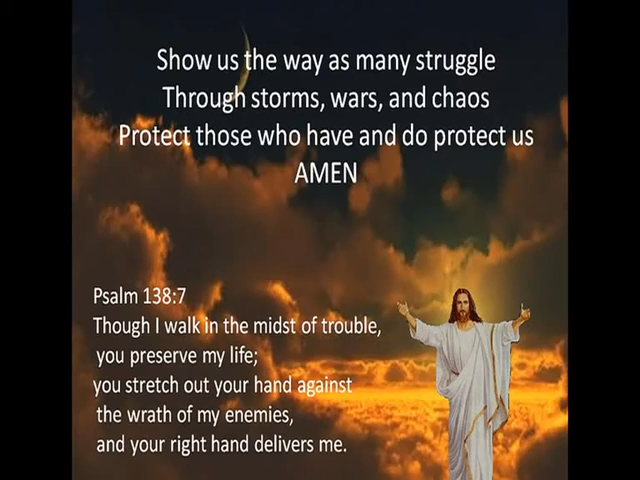 Show us the way as many struggle
Through storms, wars, and chaos
Protect those who have and do protect us
AMEN
Psalm 138:7
Though I walk in the midst of trouble,
you preserve my life;
you stretch out your hand against
the wrath of my enemies,
and your right hand delivers me.